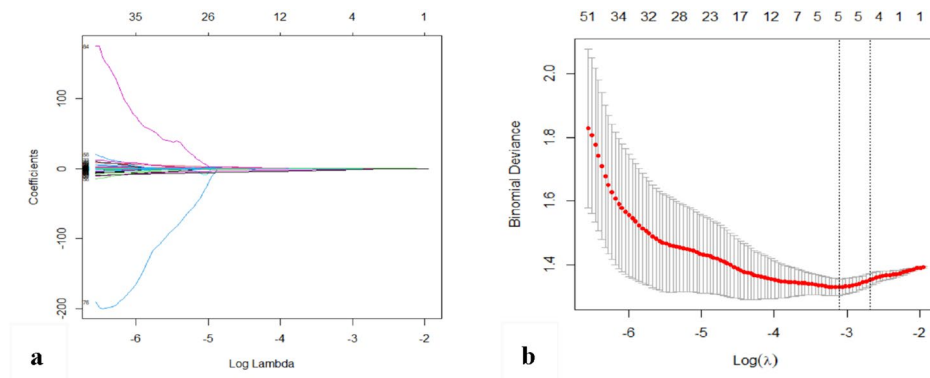 35 26 12 4 1
100
0
-100
-200
Coefficients
-6 -5 -4 -3 -2
Log Lambda
a
51 34 32 28 23 17 12 7 5 5 4 1 1
2.0
1.8
1.6
1.4
Binomial Deviance
-6 -5 -4 -3 -2
Log(λ)
b